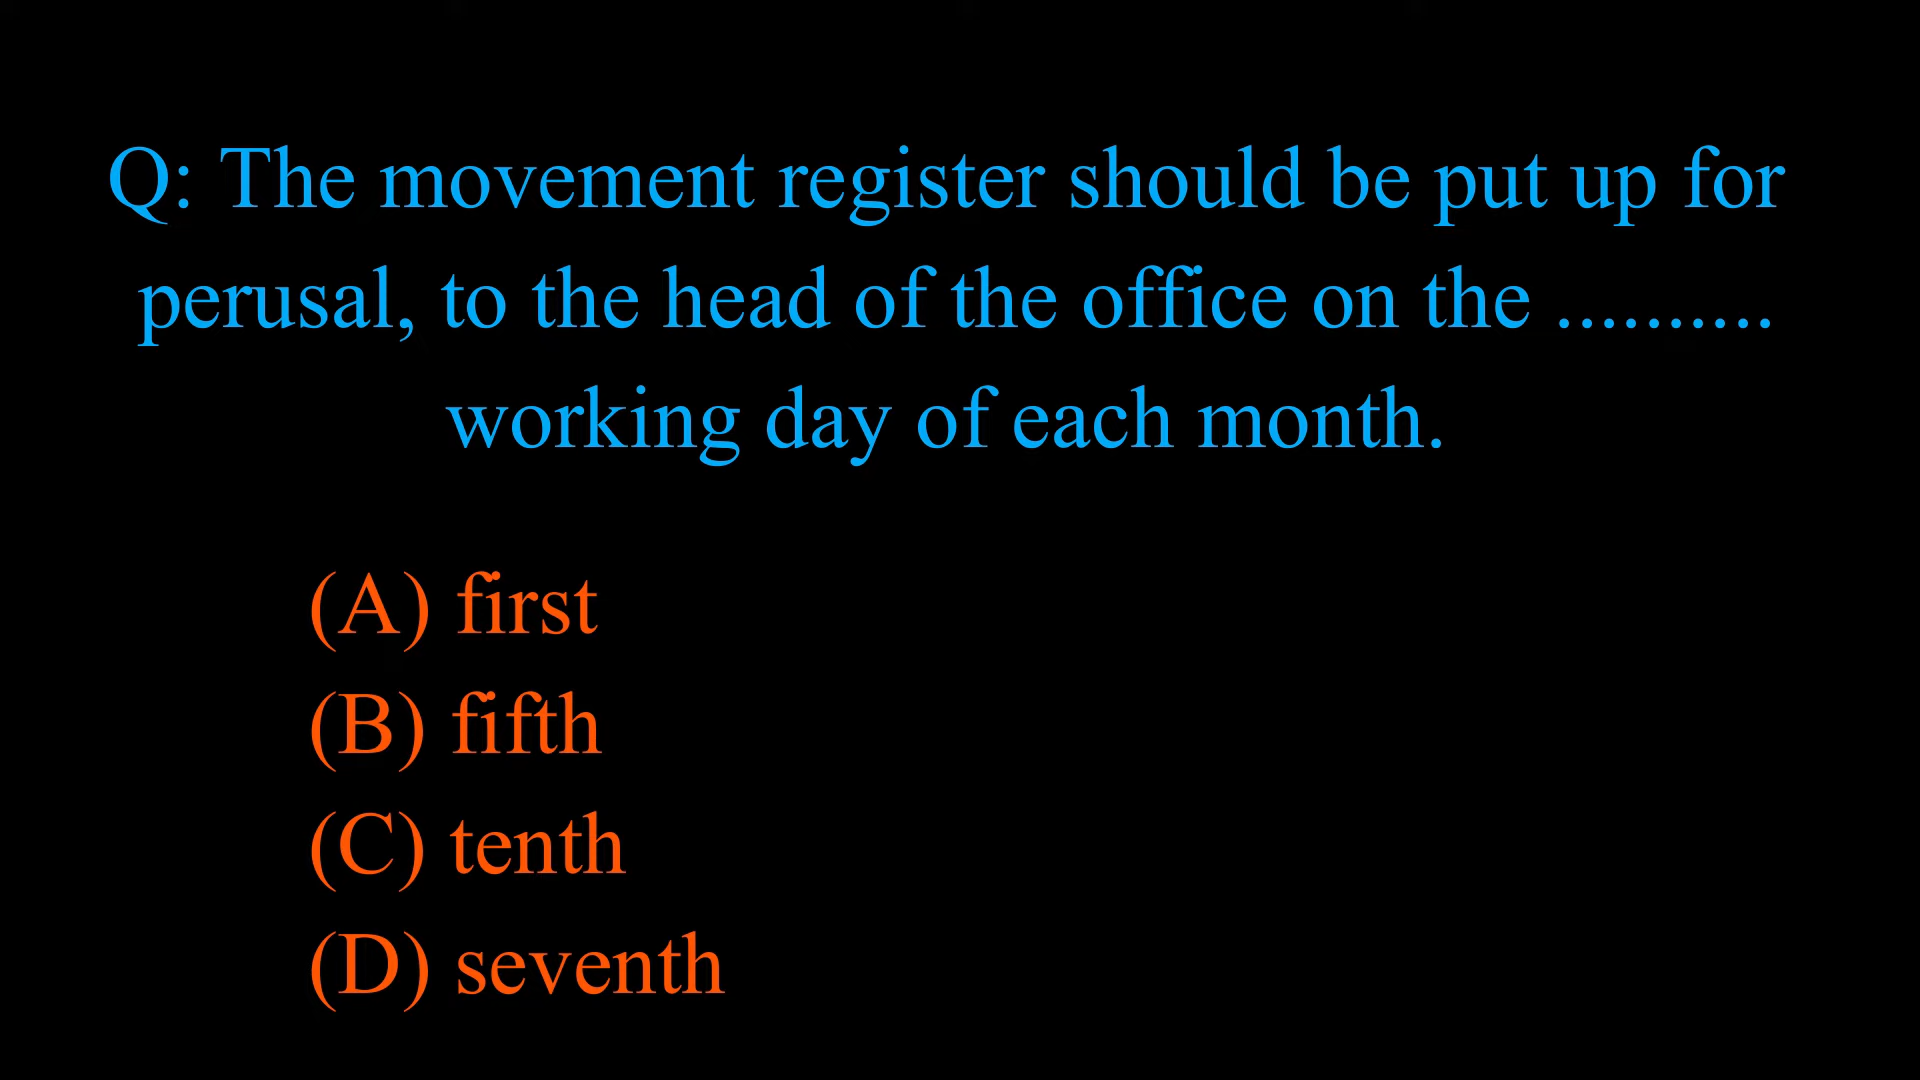 Q: The movement register should be put up for
perusal, to the head of the office on the ..........
working day of each month.
(A) first
(B) fifth
(C) tenth
(D) seventh